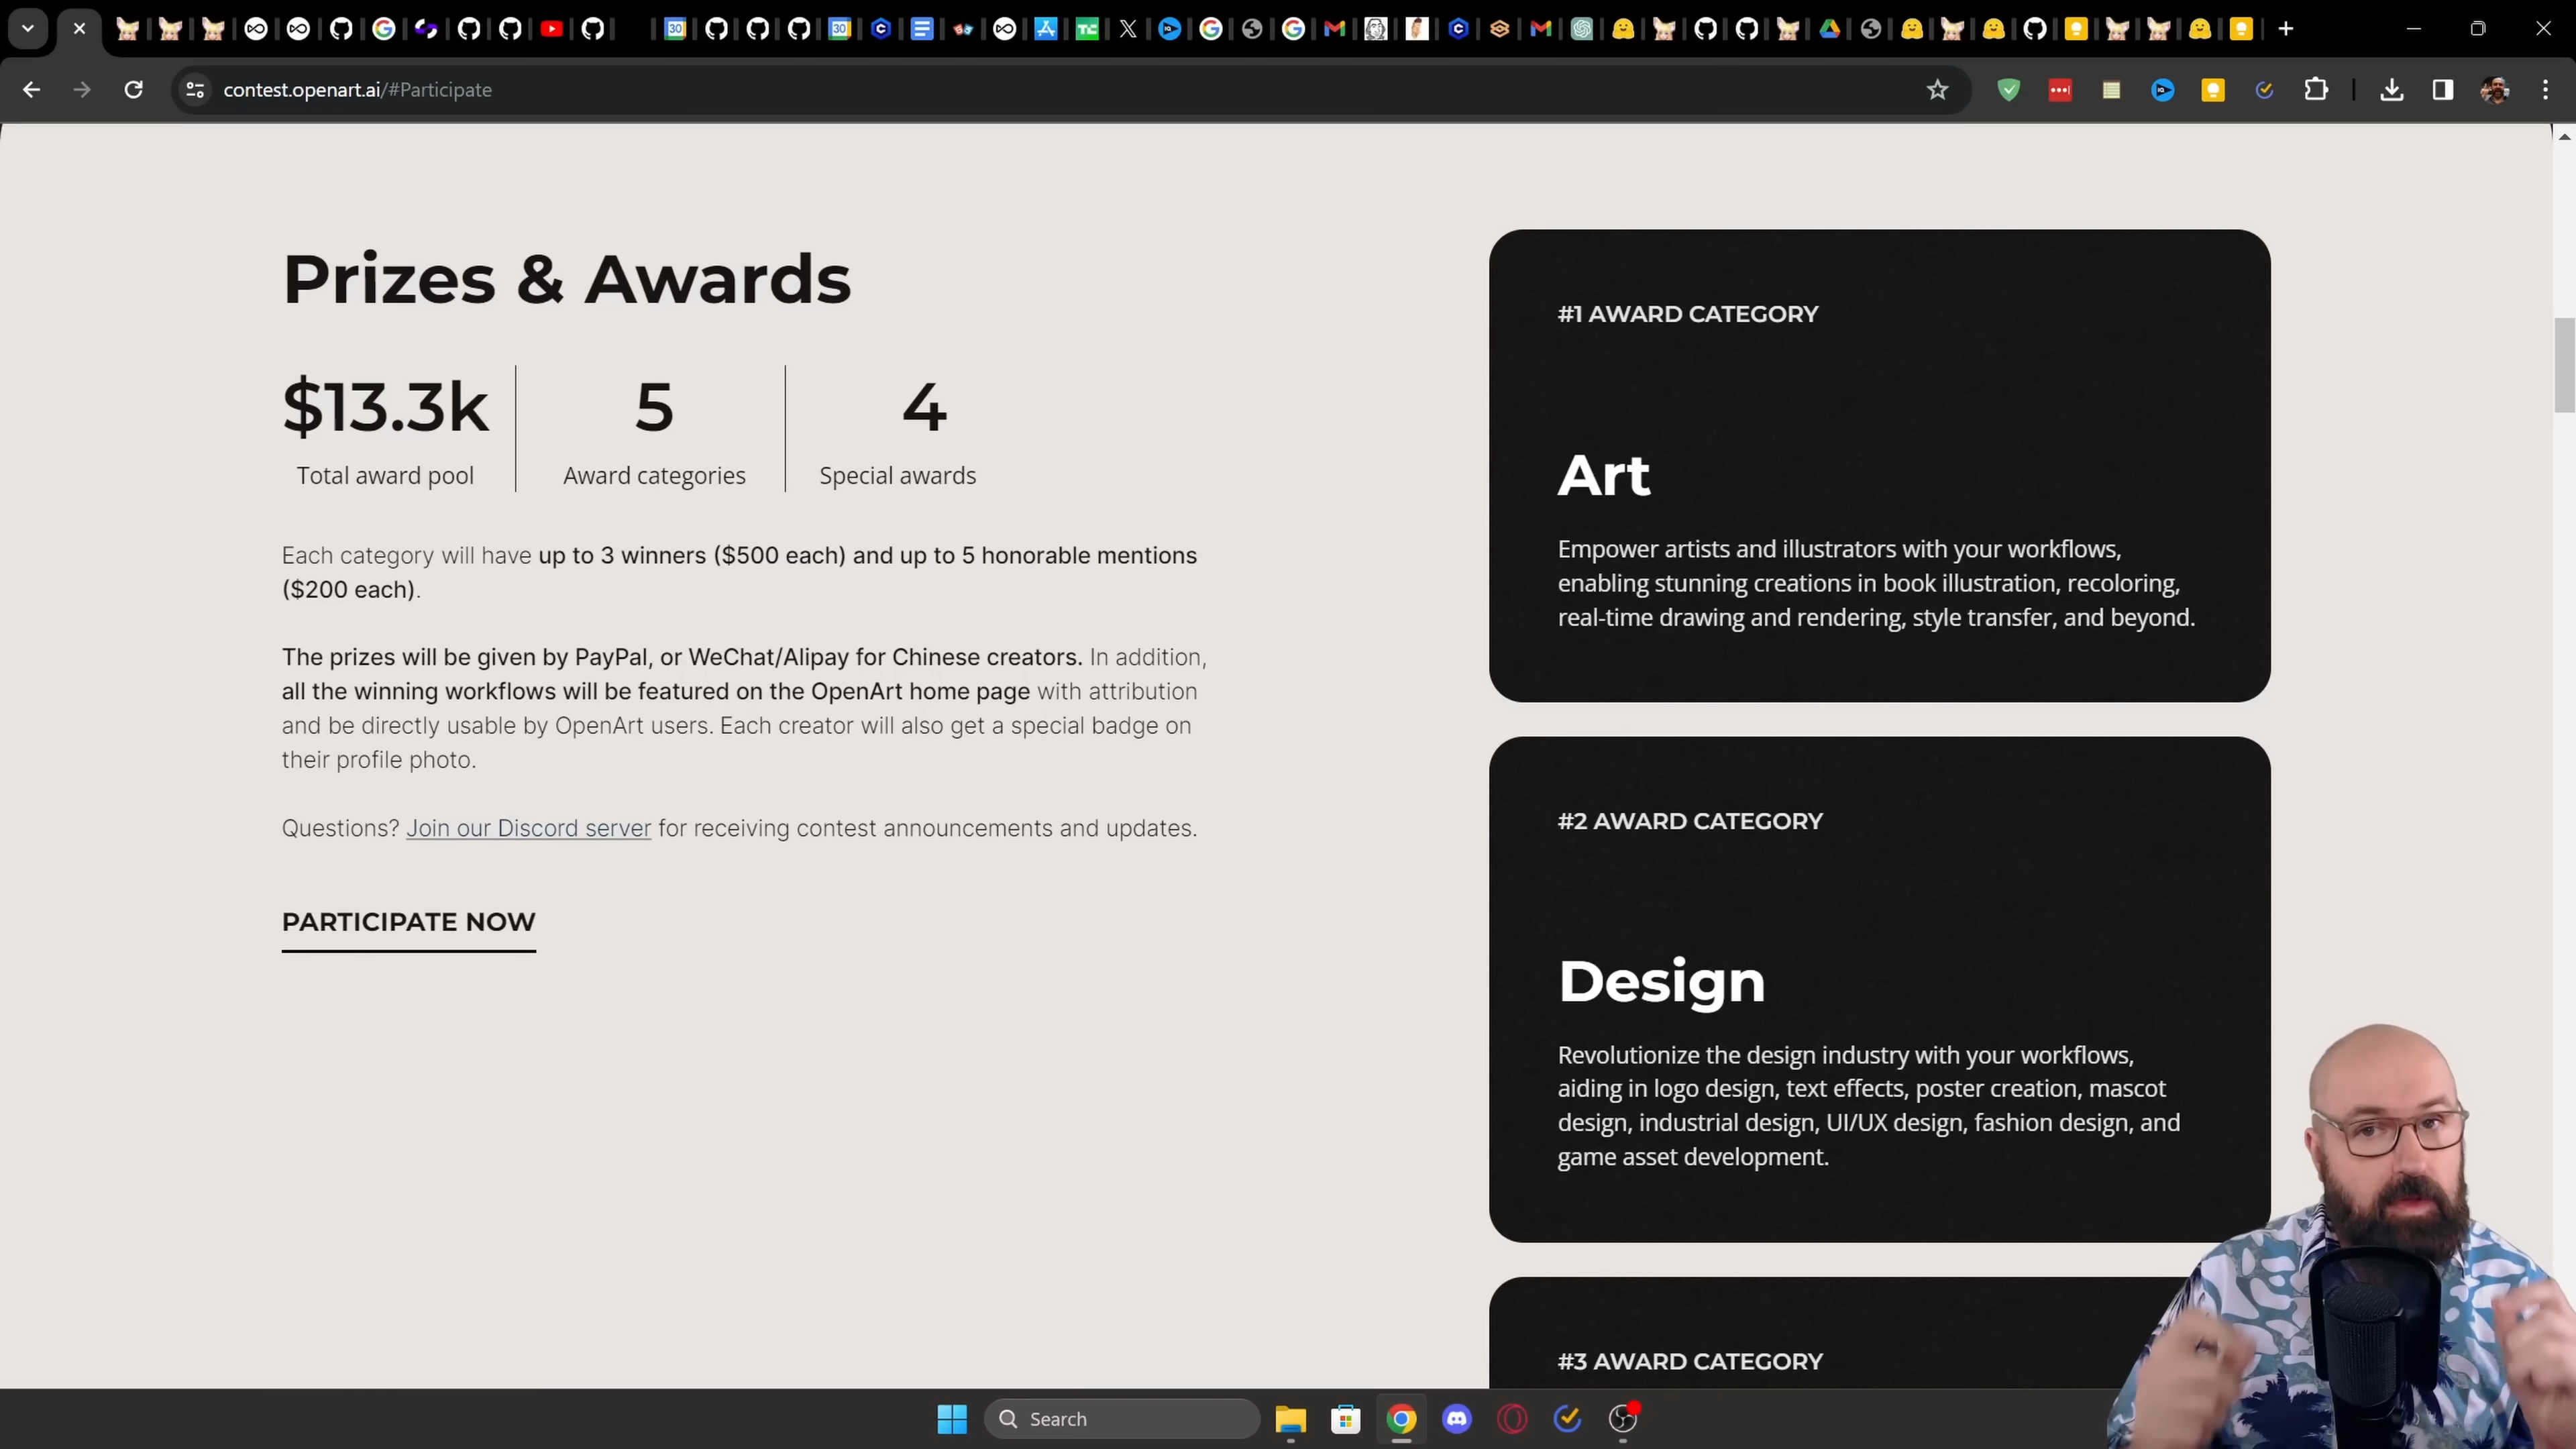 contest.openart.ai/#Participate
Prizes & Awards
$13.3k
Total award pool
5
Award categories
4
Special awards
Each category will have up to 3 winners ($500 each) and up to 5 honorable mentions
($200 each).
The prizes will be given by PayPal, or WeChat/Alipay for Chinese creators. In addition,
all the winning workflows will be featured on the OpenArt home page with attribution
and be directly usable by OpenArt users. Each creator will also get a special badge on
their profile photo.
Questions? Join our Discord server for receiving contest announcements and updates.
PARTICIPATE NOW
#1 AWARD CATEGORY
Art
Empower artists and illustrators with your workflows,
enabling stunning creations in book illustration, recoloring,
real-time drawing and rendering, style transfer, and beyond.
#2 AWARD CATEGORY
Design
Revolutionize the design industry with your workflows,
aiding in logo design, text effects, poster creation, mascot
design, industrial design, UI/UX design, fashion design, and
game asset development.
#3 AWARD CATEGORY
Search